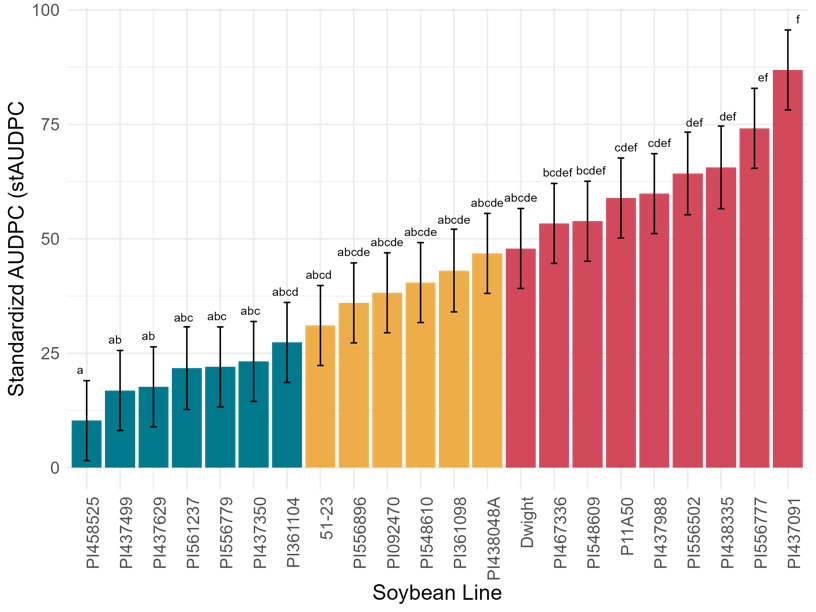 Standardizd AUDPC (stAUDPC
100
75
50
25
0
a
ab
ab
abc
abc
abc
abcd
abcd
abcde
abcde
abcde
abcde
abcde
abcde
bcdef
bcdef
cdef
cdef
def
def
ef
f
PI458525
PI437499
PI437629
PI561237
PI556779
PI437350
PI361104
51-23
PI556896
PI092470
PI548610
PI361098
PI438048A
Dwight
PI467336
PI548609
P11A50
PI437988
PI556502
PI438335
PI556777
PI437091
Soybean Line